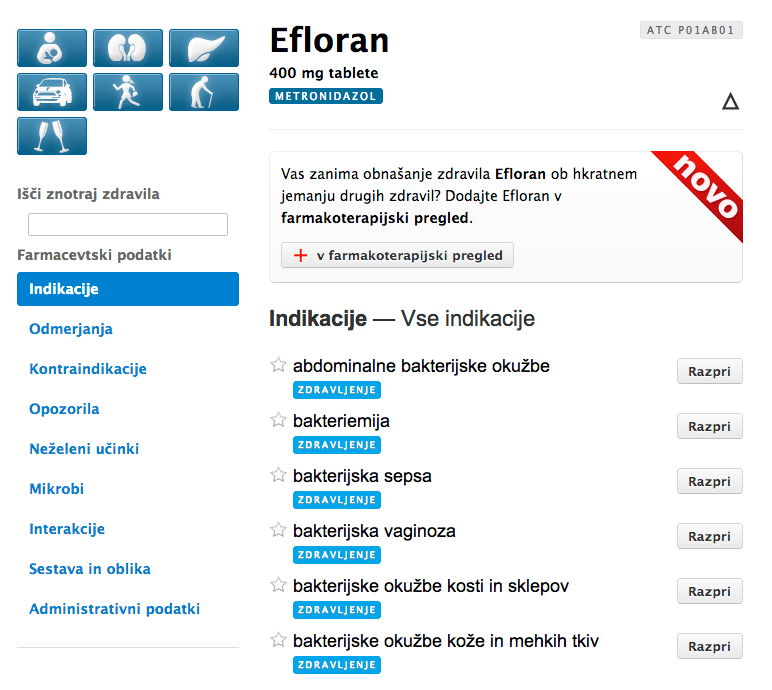 Efloran
ATC P01AB01
400 mg tablete
METRONIDAZOL
Vas zanima obnašanje zdravila Efloran ob hkratnem
jemanju drugih zdravil? Dodajte Efloran v
farmakoterapijski pregled.
novo
+ v farmakoterapijski pregled
Išči znotraj zdravila
Farmacevtski podatki
Indikacije
Odmerjanja
Kontraindikacije
Opozorila
Neželeni učinki
Mikrobi
Interakcije
Sestava in oblika
Administrativni podatki
Indikacije — Vse indikacije
abdominalne bakterijske okužbe
ZDRAVLJENJE
Razpri
bakteriemija
ZDRAVLJENJE
Razpri
bakterijska sepsa
ZDRAVLJENJE
Razpri
bakterijska vaginoza
ZDRAVLJENJE
Razpri
bakterijske okužbe kosti in sklepov
ZDRAVLJENJE
Razpri
bakterijske okužbe kože in mehkih tkiv
ZDRAVLJENJE
Razpri